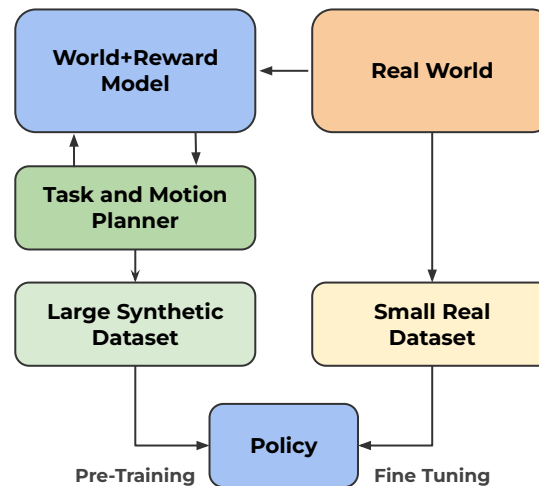 World+Reward
Model
Real World
Task and Motion
Planner
Large Synthetic
Dataset
Small Real
Dataset
Policy
Pre-Training
Fine Tuning